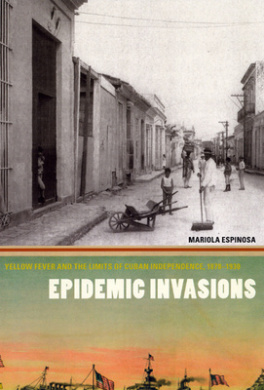 MARIOLA ESPINOSA
YELLOW FEVER AND THE LIMITS OF CUBAN INDEPENDENCE, 1878–1930
EPIDEMIC INVASIONS